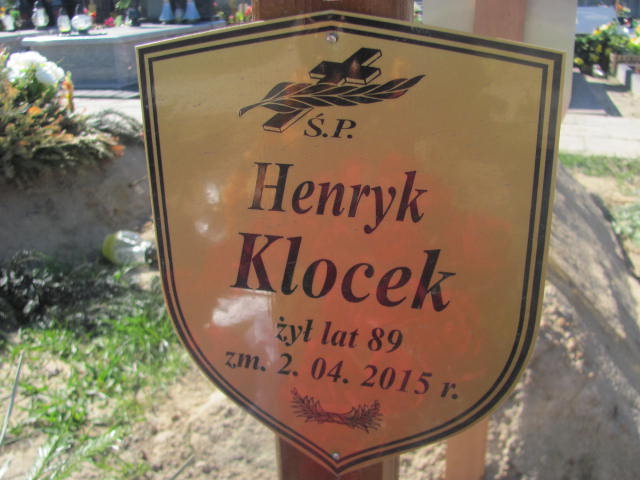 Ś.P.
Henryk
Klocek
żył lat 89
zm. 2. 04. 2015 r.